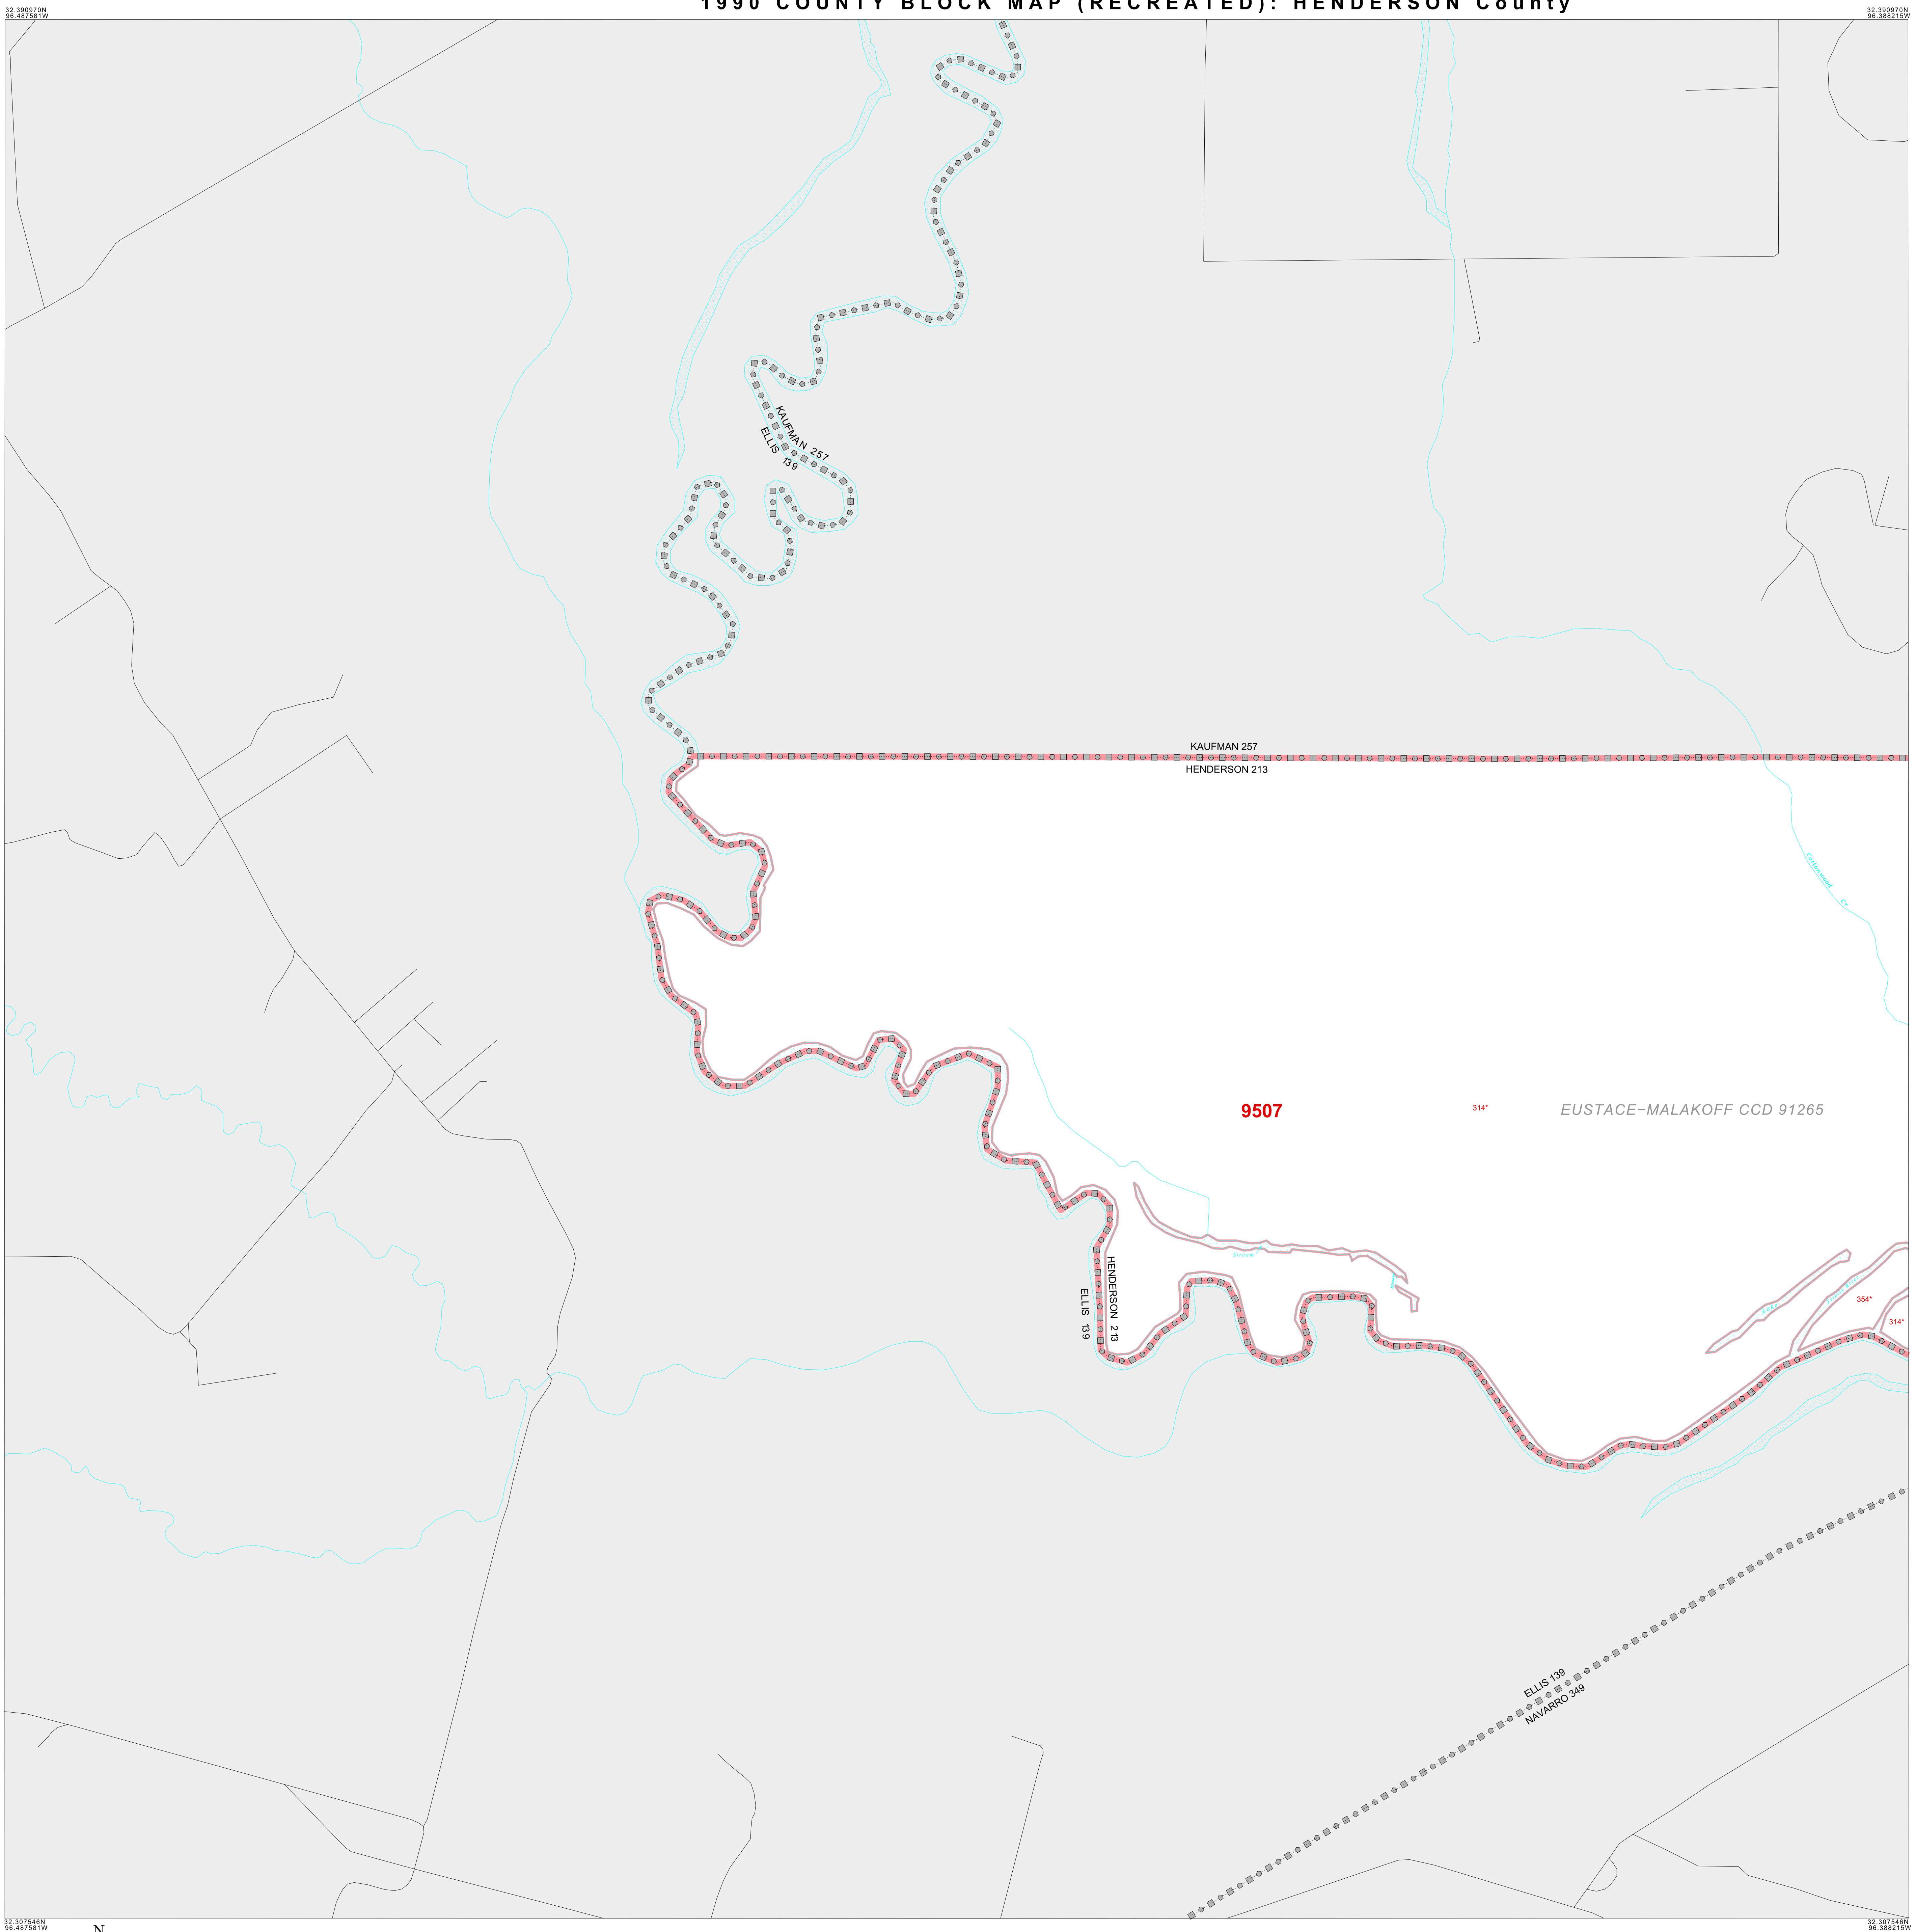 1990 COUNTY BLOCK MAP (RECREATED): HENDERSON County
32.390970N
96.487581W
32.390970N
96.388215W
KAUFMAN 257
ELLIS 139
KAUFMAN 257
HENDERSON 213
Cottonwood Cr
9507
314*
EUSTACE-MALAKOFF CCD 91265
HENDERSON 213
ELLIS 139
354*
314*
ELLIS 139
NAVARRO 349
32.307546N
96.487581W
32.307546N
96.388215W
N